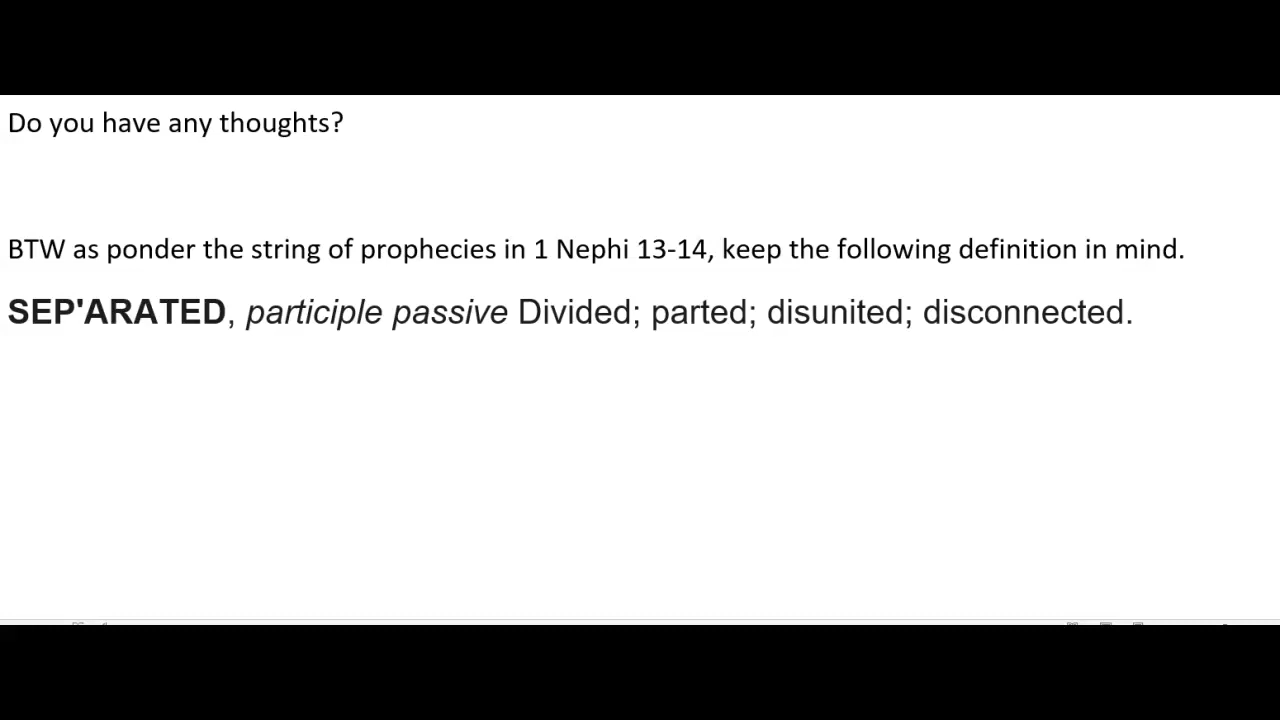 Do you have any thoughts?
BTW as ponder the string of prophecies in 1 Nephi 13-14, keep the following definition in mind.
SEP'ARATED, participle passive Divided; parted; disunited; disconnected.